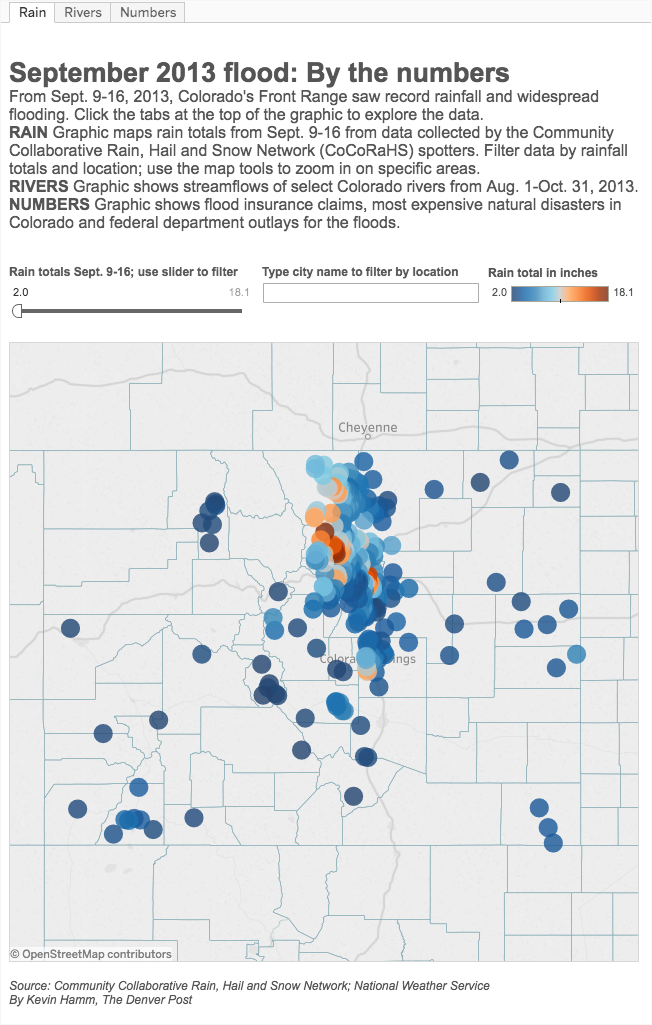 Rain Rivers Numbers
September 2013 flood: By the numbers
From Sept. 9-16, 2013, Colorado's Front Range saw record rainfall and widespread
flooding. Click the tabs at the top of the graphic to explore the data.
RAIN Graphic maps rain totals from Sept. 9-16 from data collected by the Community
Collaborative Rain, Hail and Snow Network (CoCoRaHS) spotters. Filter data by rainfall
totals and location; use the map tools to zoom in on specific areas.
RIVERS Graphic shows streamflows of select Colorado rivers from Aug. 1-Oct. 31, 2013.
NUMBERS Graphic shows flood insurance claims, most expensive natural disasters in
Colorado and federal department outlays for the floods.
Rain totals Sept. 9-16; use slider to filter
2.0 18.1
Type city name to filter by location
Rain total in inches
2.0 18.1
Cheyenne
© OpenStreetMap contributors
Source: Community Collaborative Rain, Hail and Snow Network; National Weather Service
By Kevin Hamm, The Denver Post